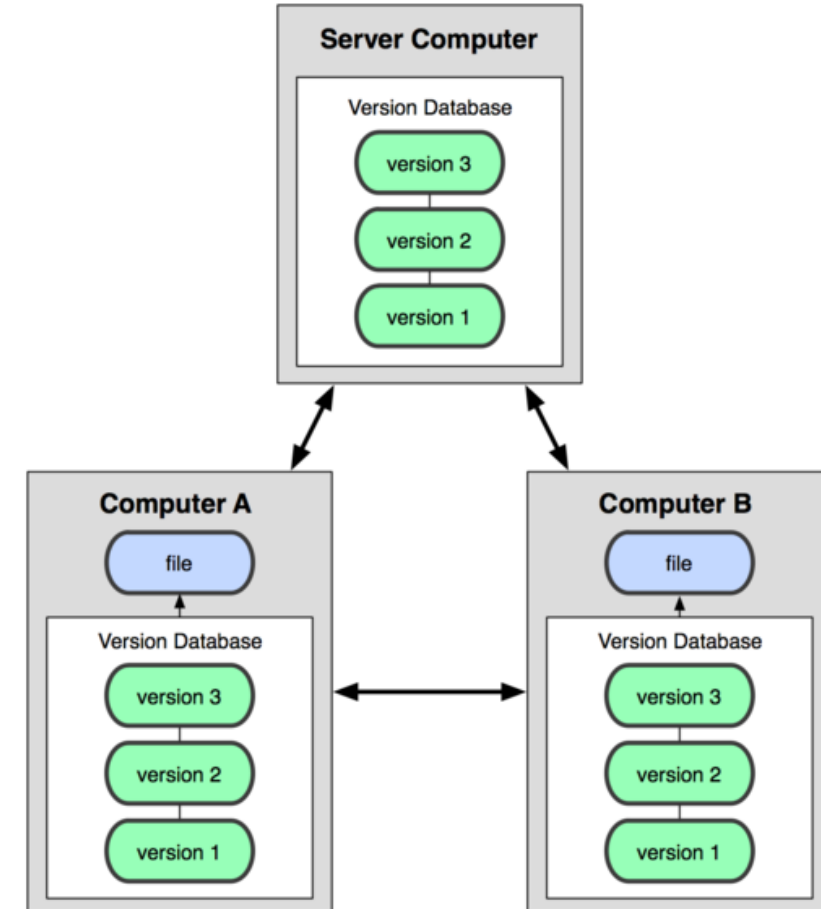 Server Computer
Version Database
version 3
version 2
version 1
Computer A
file
Version Database
version 3
version 2
version 1
Computer B
file
Version Database
version 3
version 2
version 1